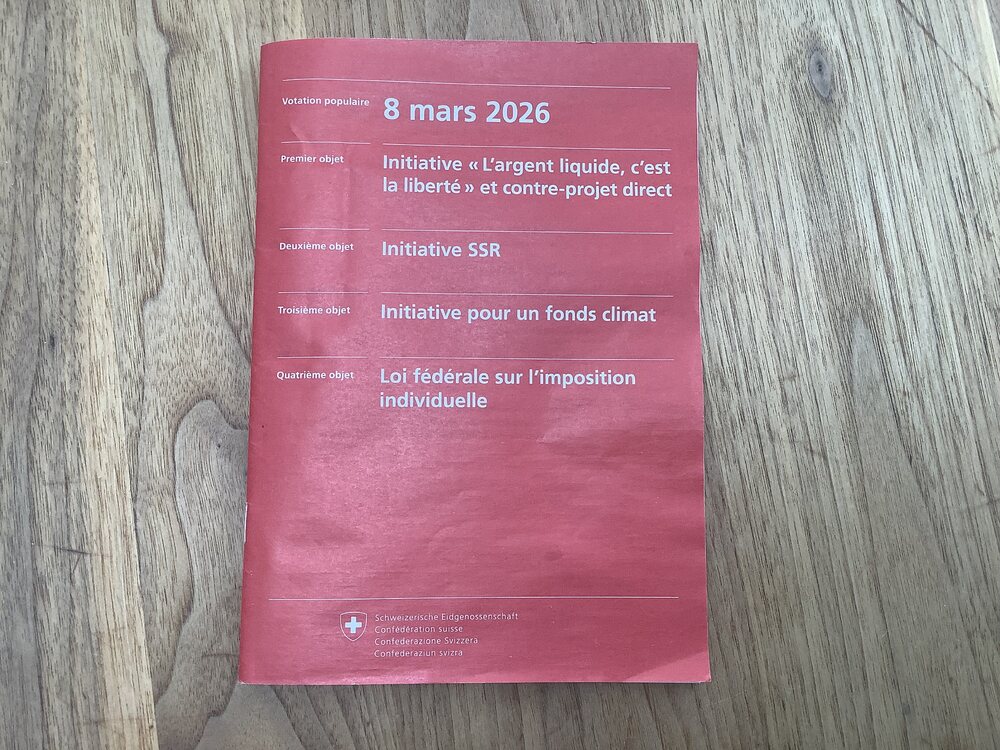 Votation populaire
8 mars 2026
Premier objet
Initiative « L’argent liquide, c’est
la liberté » et contre-projet direct
Deuxième objet
Initiative SSR
Troisième objet
Initiative pour un fonds climat
Quatrième objet
Loi fédérale sur l’imposition
individuelle
Schweizerische Eidgenossenschaft
Confédération suisse
Confederazione Svizzera
Confederaziun svizra